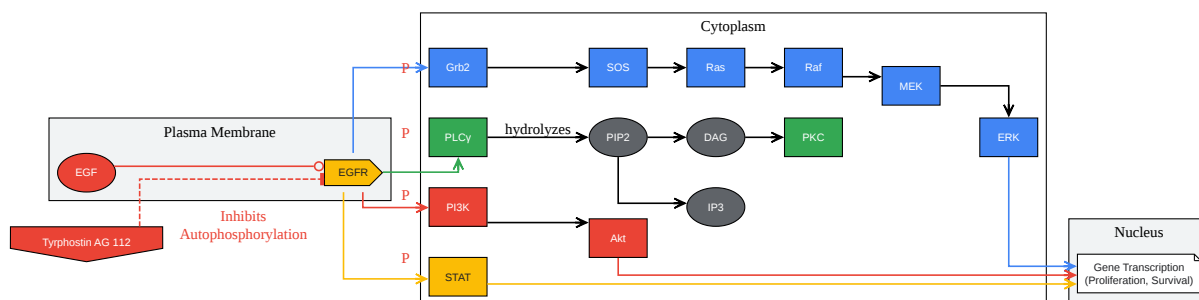 Cytoplasm
P
Grb2
SOS
Ras
Raf
MEK
Plasma Membrane
P
PLCγ
hydrolyzes
PIP2
DAG
PKC
ERK
EGF
EGFR
P
PI3K
IP3
Inhibits
Autophosphorylation
Tyrphostin AG 112
Akt
Nucleus
P
STAT
Gene Transcription
(Proliferation, Survival)